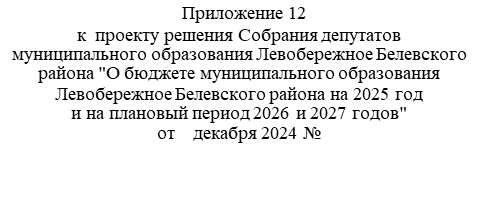 Приложение 12
к проекту решения Собрания депутатов
муниципального образования Левобережное Белевского
района "О бюджете муниципального образования
Левобережное Белевского района на 2025 год
и на плановый период 2026 и 2027 годов"
от декабря 2024 №